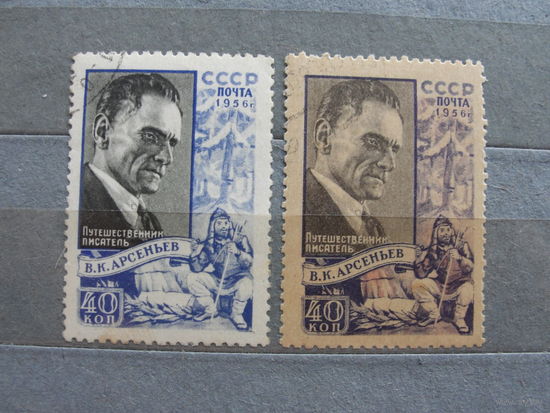 СССР
ПОЧТА
1956г.
ПУТЕШЕСТВЕННИК
ПИСАТЕЛЬ
В.К.АРСЕНЬЕВ
40
КОП
СССР
ПОЧТА
1956г.
ПУТЕШЕСТВЕННИК
ПИСАТЕЛЬ
В.К.АРСЕНЬЕВ
40
КОП